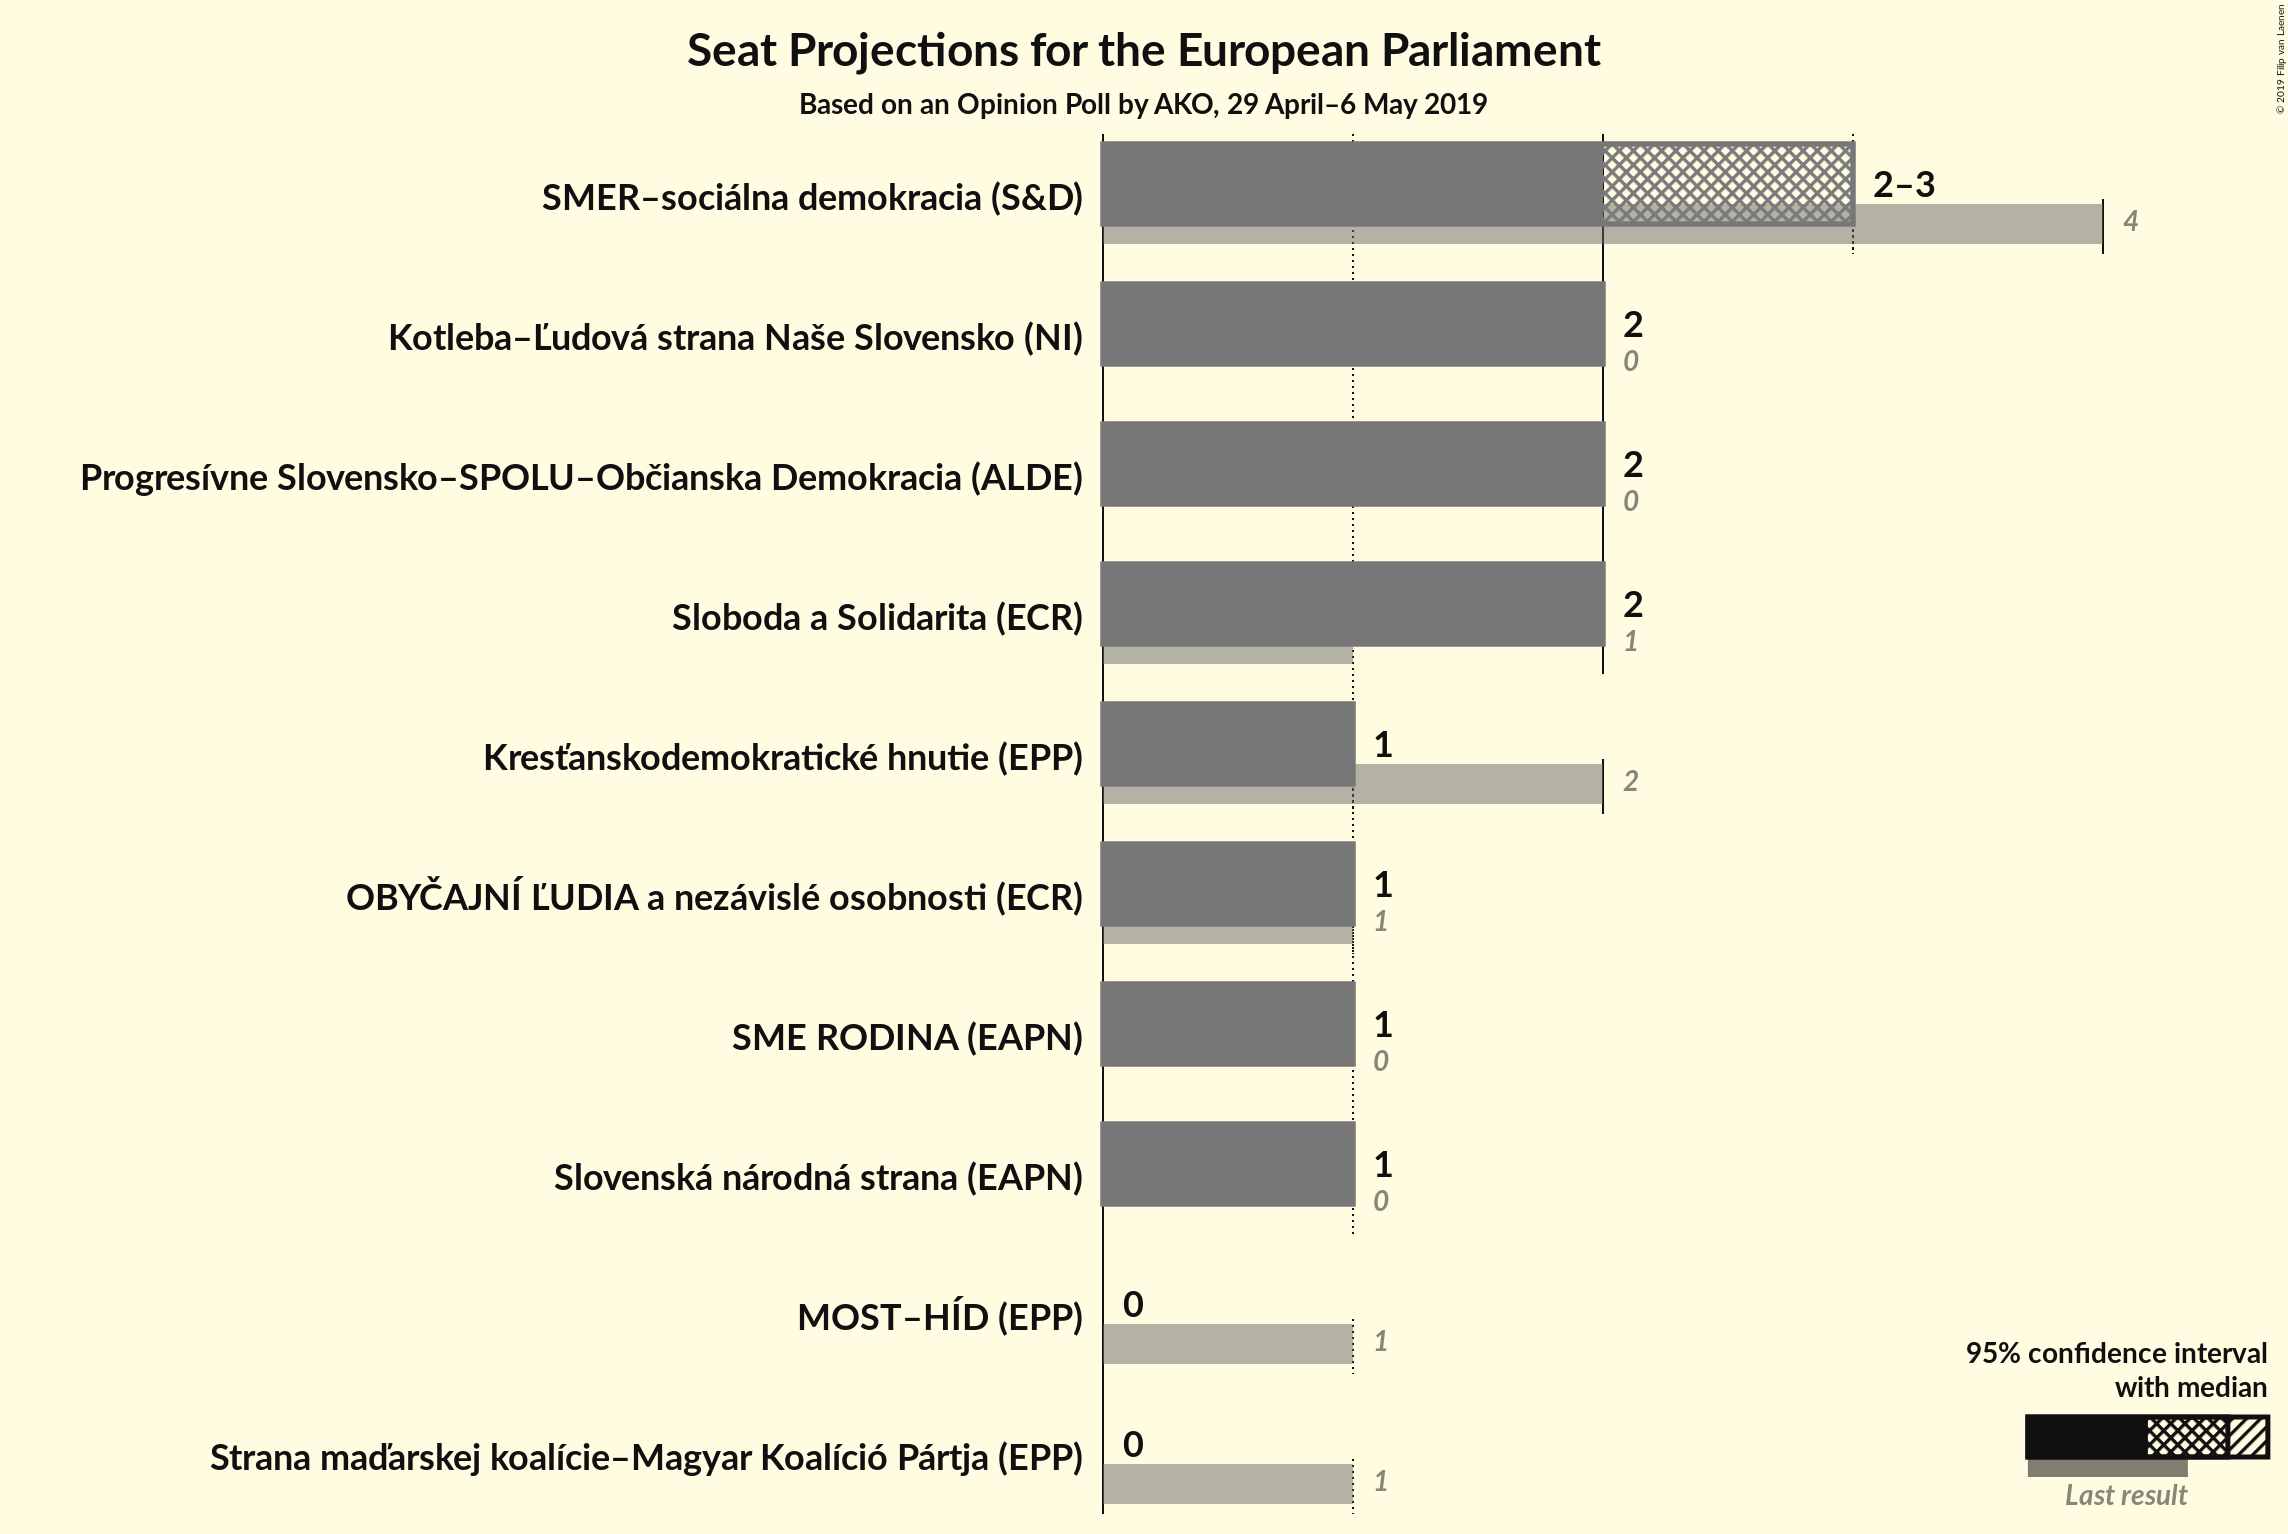 Seat Projections for the European Parliament
Based on an Opinion Poll by AKO, 29 April–6 May 2019
© 2019 Filip van Laenen
SMER–sociálna demokracia (S&D)
2–3
4
Kotleba–Ľudová strana Naše Slovensko (NI)
2
0
Progresívne Slovensko–SPOLU–Občianska Demokracia (ALDE)
2
0
Sloboda a Solidarita (ECR)
2
1
Kresťanskodemokratické hnutie (EPP)
1
2
OBYČAJNÍ ĽUDIA a nezávislé osobnosti (ECR)
1
1
SME RODINA (EAPN)
1
0
Slovenská národná strana (EAPN)
1
0
MOST–HÍD (EPP)
0
1
Strana maďarskej koalície–Magyar Koalíció Pártja (EPP)
0
1
95% confidence interval
with median
Last result